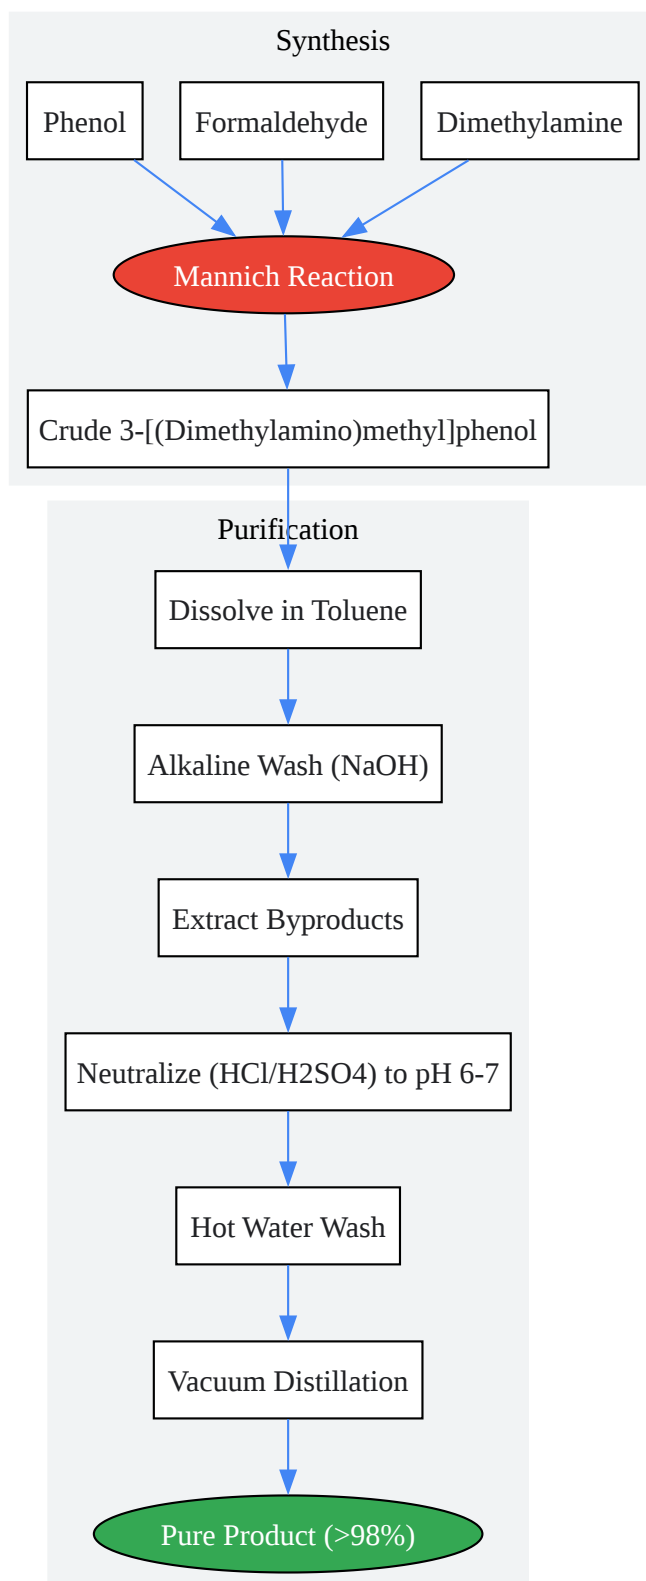 Synthesis
Phenol
Formaldehyde
Dimethylamine
Mannich Reaction
Crude 3-[(Dimethylamino)methyl]phenol
Purification
Dissolve in Toluene
Alkaline Wash (NaOH)
Extract Byproducts
Neutralize (HCl/H2SO4) to pH 6-7
Hot Water Wash
Vacuum Distillation
Pure Product (>98%)